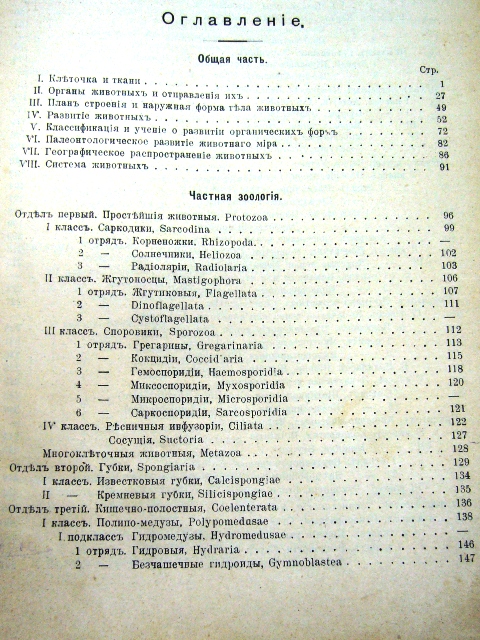 Оглавленіе.
Общая часть.
Стр.
I. Клѣточка и ткани . . . 1
II. Органы животныхъ и отправленія ихъ . . . 27
III. Планъ строенія и наружная форма тѣла животныхъ . . . 49
IV. Развитіе животныхъ . . . 52
V. Классификація и ученіе о развитіи органическихъ формъ . . . 72
VI. Палеонтологическое развитіе животнаго міра . . . 82
VII. Географическое распространеніе животныхъ . . . 86
VIII. Система животныхъ . . . 91
Частная зоологія.
Отдѣлъ первый. Простѣйшія животныя. Protozoa . . . 96
I классъ. Саркодики, Sarcodina . . . 99
1 отрядъ. Корненожки, Rhizopoda . . . —
2 — Солнечники, Heliozoa . . . 102
3 — Радіоляріи, Radiolaria . . . 103
II классъ. Жгутоносцы, Mastigophora . . . 106
1 отрядъ. Жгутиковыя, Flagellata . . . 107
2 — Dinoflagellata . . . 111
3 — Cystoflagellata . . . —
III классъ. Споровики, Sporozoa . . . 112
1 отрядъ. Грегарины, Gregarinaria . . . 113
2 — Кокцидіи, Coccidaria . . . 115
3 — Гемоспоридіи, Haemosporidia . . . 118
4 — Миксоспоридіи, Myxosporidia . . . 120
5 — Микроспоридіи, Microsporidia . . . —
6 — Саркоспоридіи, Sarcosporidia . . . 121
IV классъ. Рѣсничныя инфузоріи, Ciliata . . . 122
Сосущія, Suctoria . . . 127
Многоклѣточныя животныя, Metazoa . . . 128
Отдѣлъ второй. Губки, Spongiaria . . . 129
I классъ. Известковыя губки, Calcispongiae . . . 134
II — Кремневыя губки, Silicispongiae . . . 135
Отдѣлъ третій. Кишечно-полостныя, Coelenterata . . . 136
I классъ. Полипо-медузы, Polypomedusae . . . 138
I подклассъ. Гидромедузы, Hydromedusae . . . —
1 отрядъ. Гидровыя, Hydraria . . . 146
2 — Безчашечныя гидроиды, Gymnoblastea . . . 147